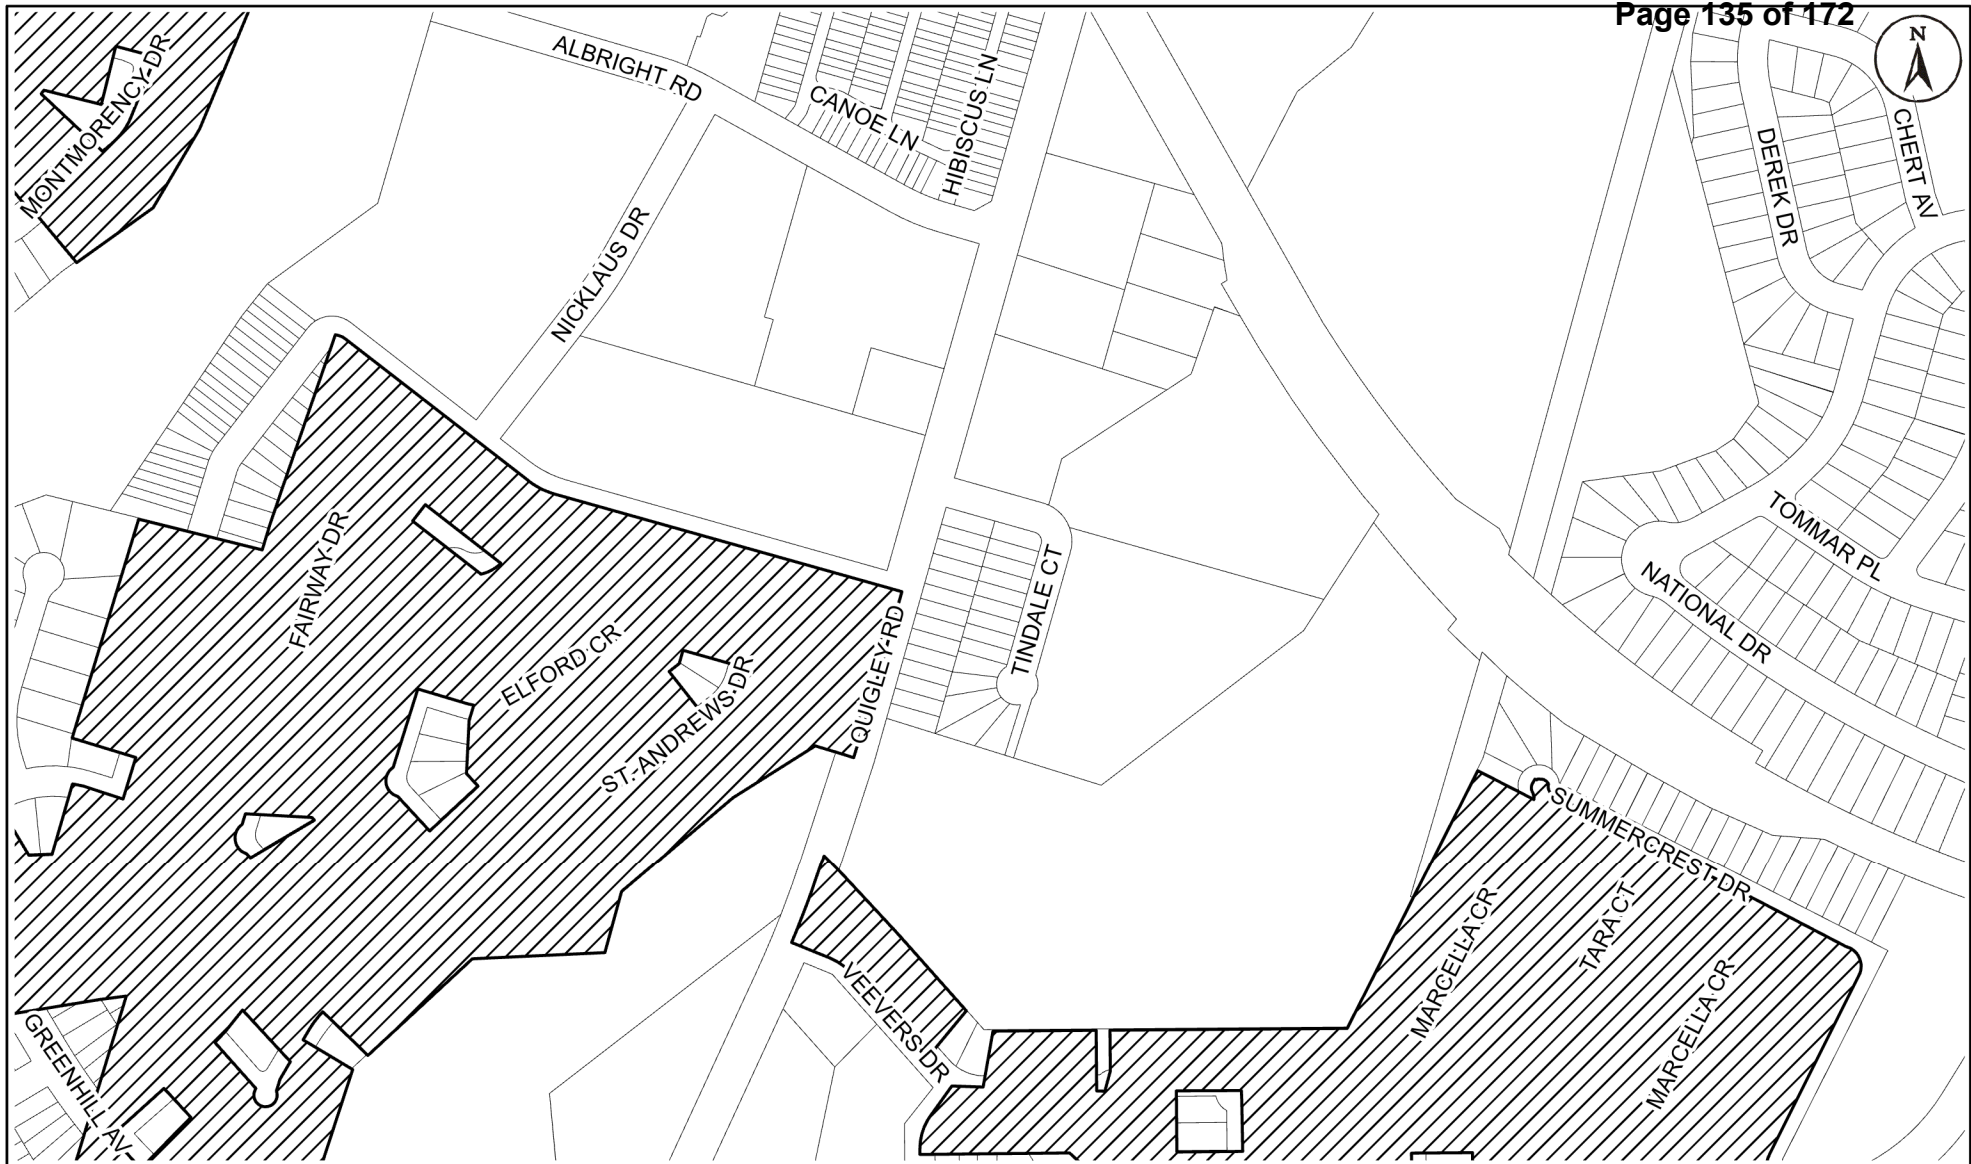 Page 135 of 172
N
MONTMORENCY DR
ALBRIGHT RD
CANOE LN
HIBISCUS LN
CHERT AV
DEREK DR
NICKLAUS DR
TOMMAR PL
NATIONAL DR
FAIRWAY DR
TINDALE CT
ELFORD CR
QUIGLEY RD
ST. ANDREWS DR
SUMMERCREST DR
MARCELLA CR
TARA CT
MARCELLA CR
VEEVERS DR
GREENHILL AV